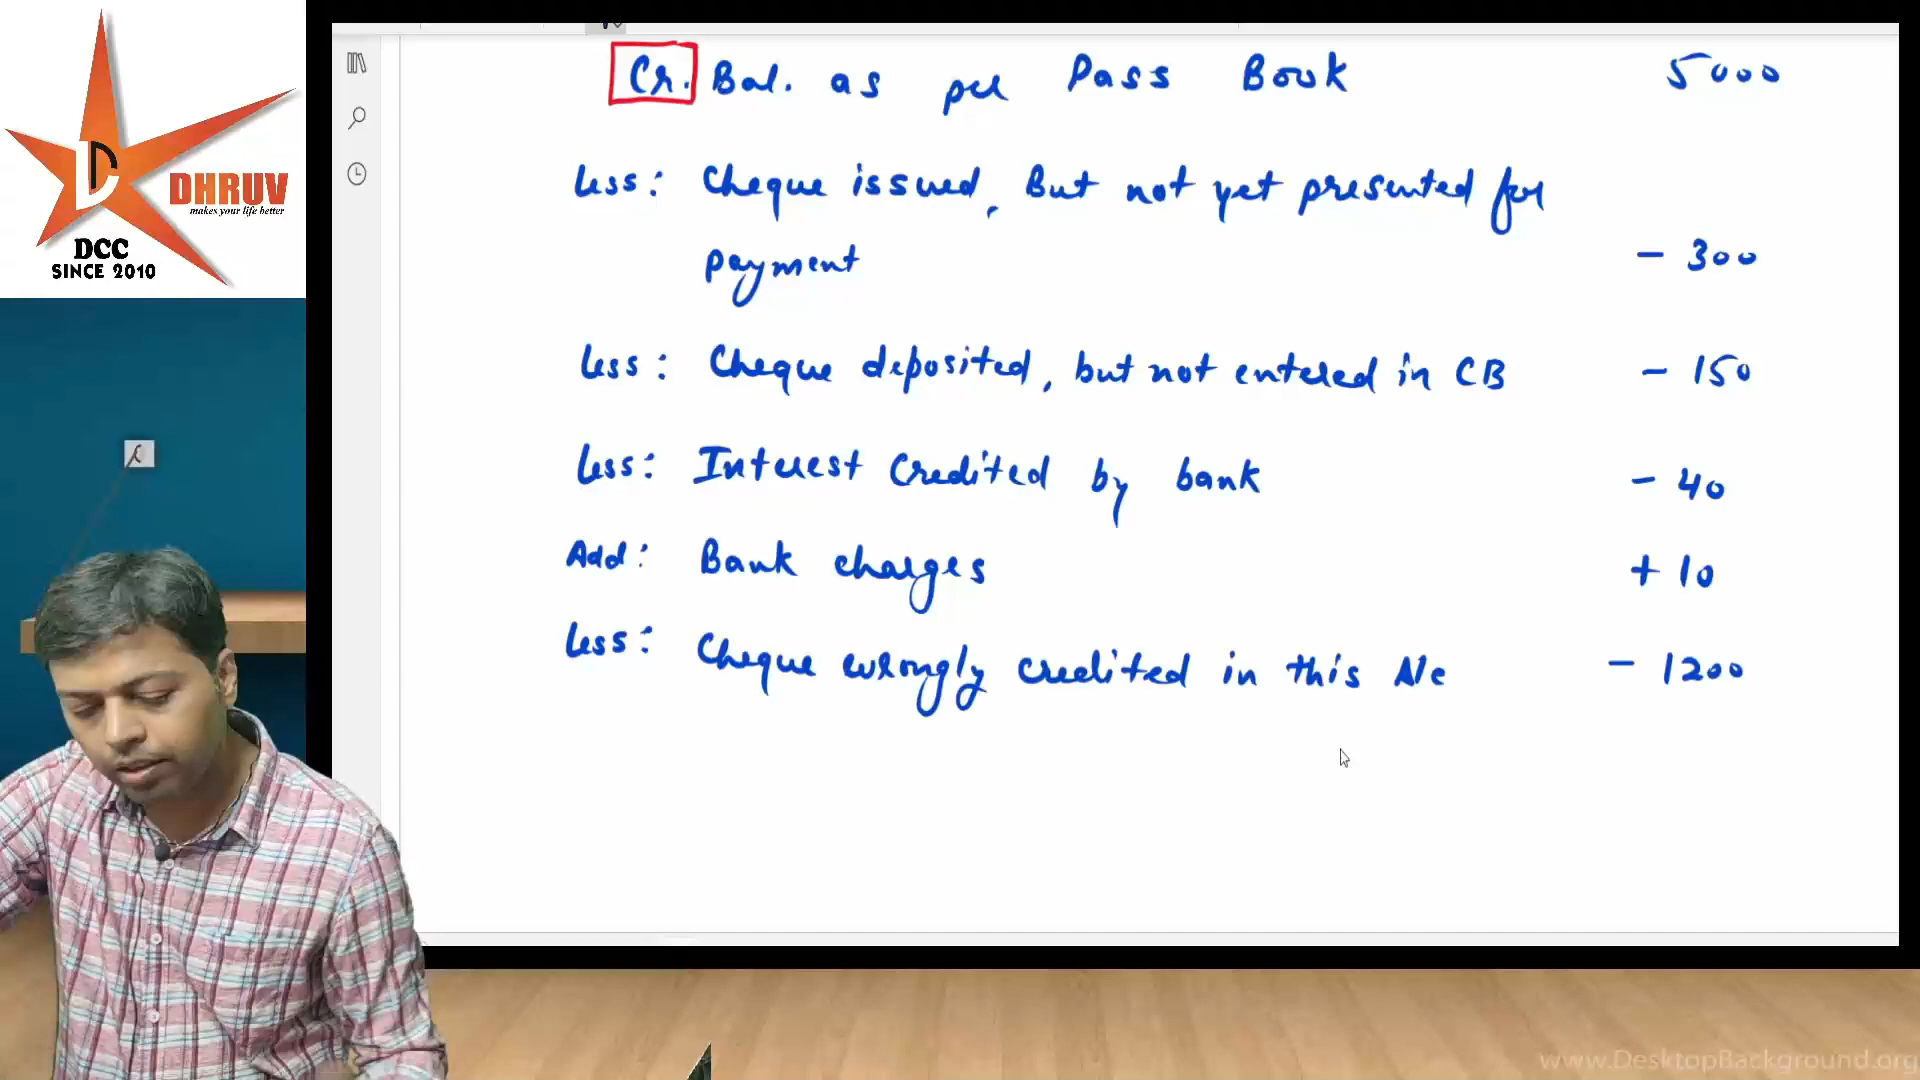 DC
DHRUV
makes your life better
DCC
SINCE 2010
Cr. Bal. as per Pass Book 5000
Less: Cheque issued, But not yet presented for
payment - 300
Less: Cheque deposited, but not entered in CB - 150
Less: Interest credited by bank - 40
Add: Bank charges + 10
Less: Cheque wrongly credited in this A/c - 1200
www.DesktopBackground.org